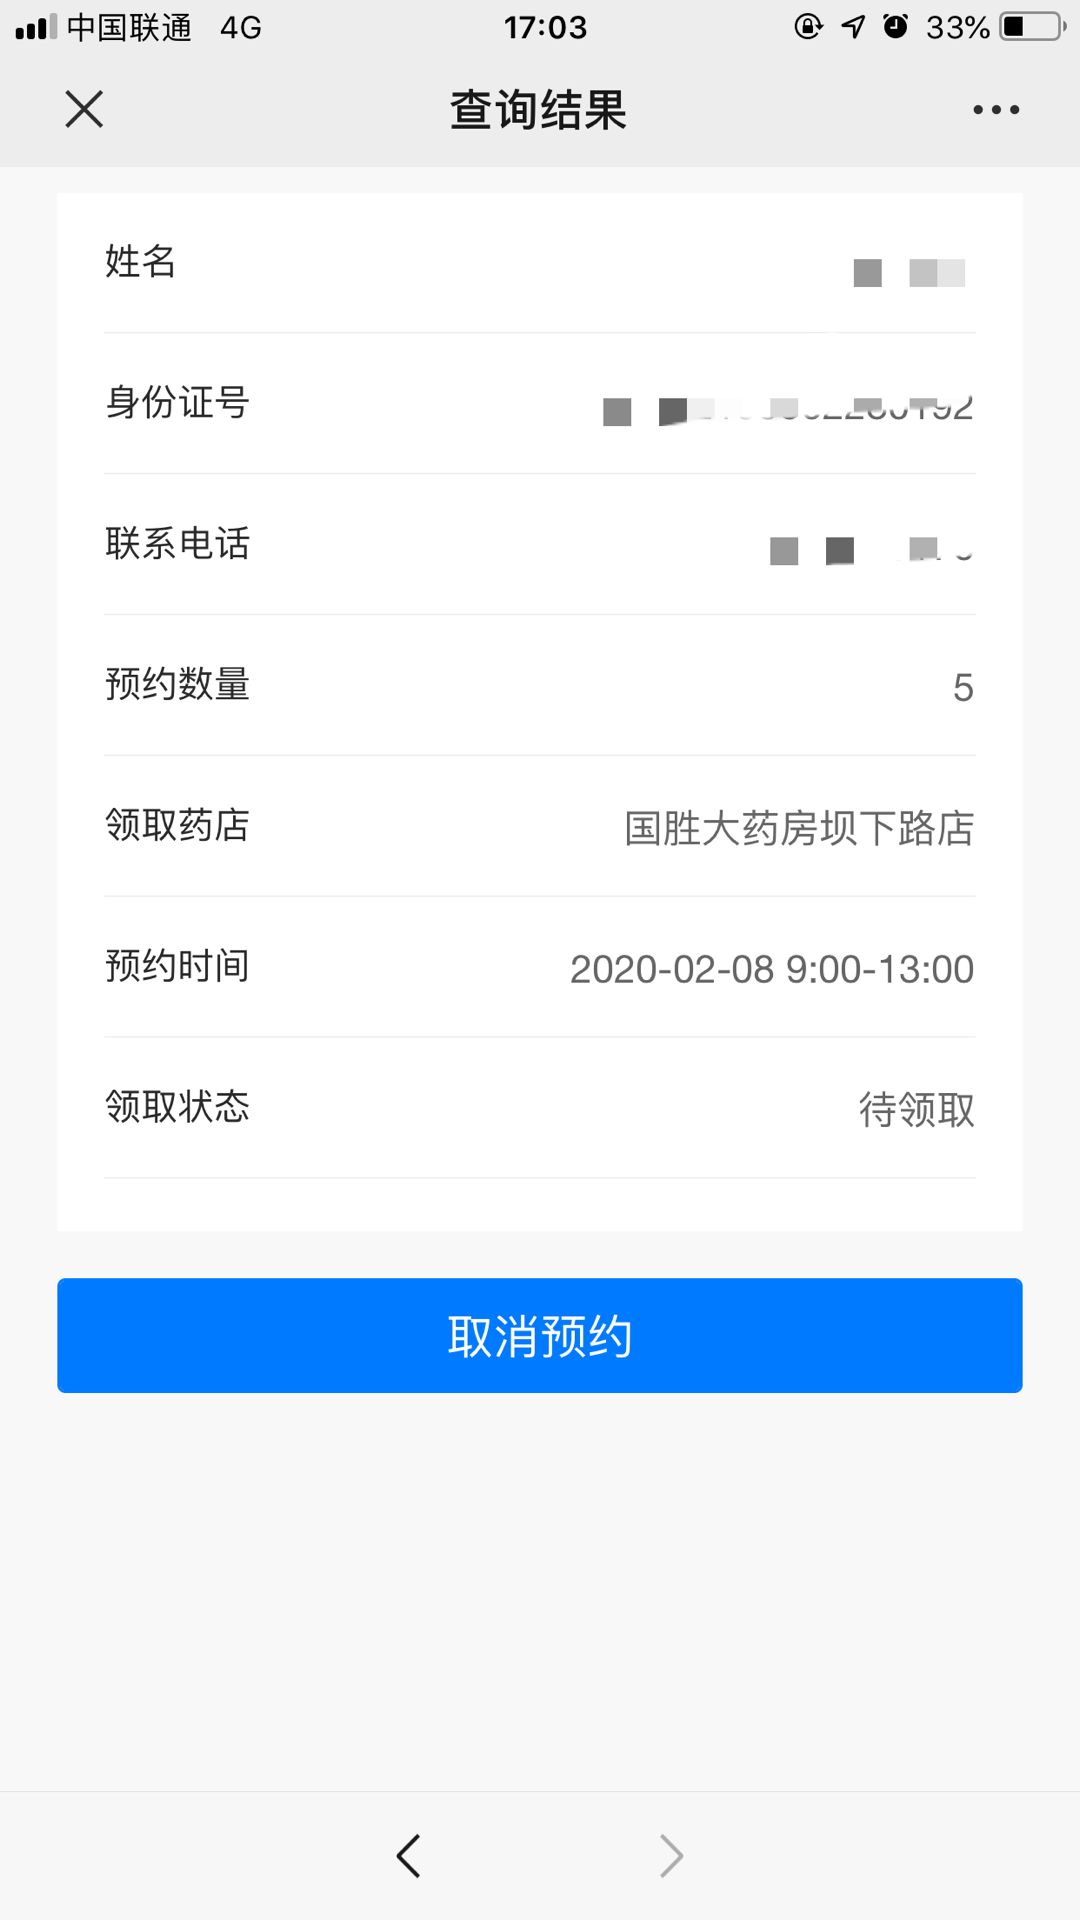 中国联通 4G 17:03 33%
查询结果
姓名
身份证号
联系电话
预约数量 5
领取药店 国胜大药房坝下路店
预约时间 2020-02-08 9:00-13:00
领取状态 待领取
取消预约